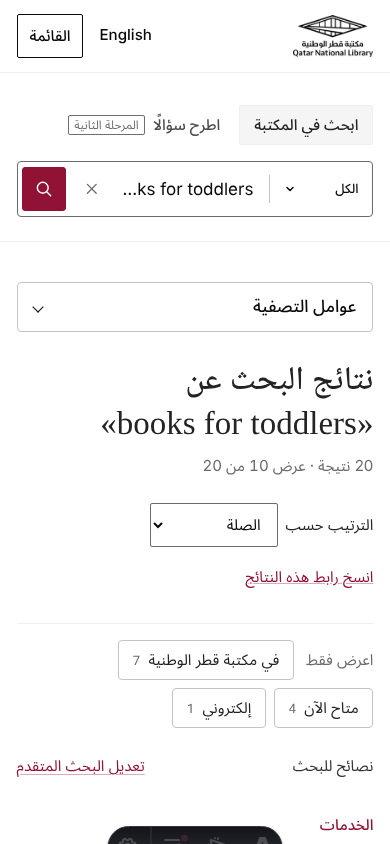 مكتبة قطر الوطنية
Qatar National Library
English
القائمة
ابحث في المكتبة
اطرح سؤالًا
المرحلة الثانية
الكل
...ks for toddlers
عوامل التصفية
نتائج البحث عن
«books for toddlers»
20 نتيجة · عرض 10 من 20
الترتيب حسب
الصلة
انسخ رابط هذه النتائج
اعرض فقط
في مكتبة قطر الوطنية 7
متاح الآن 4
إلكتروني 1
نصائح للبحث
تعديل البحث المتقدم
الخدمات